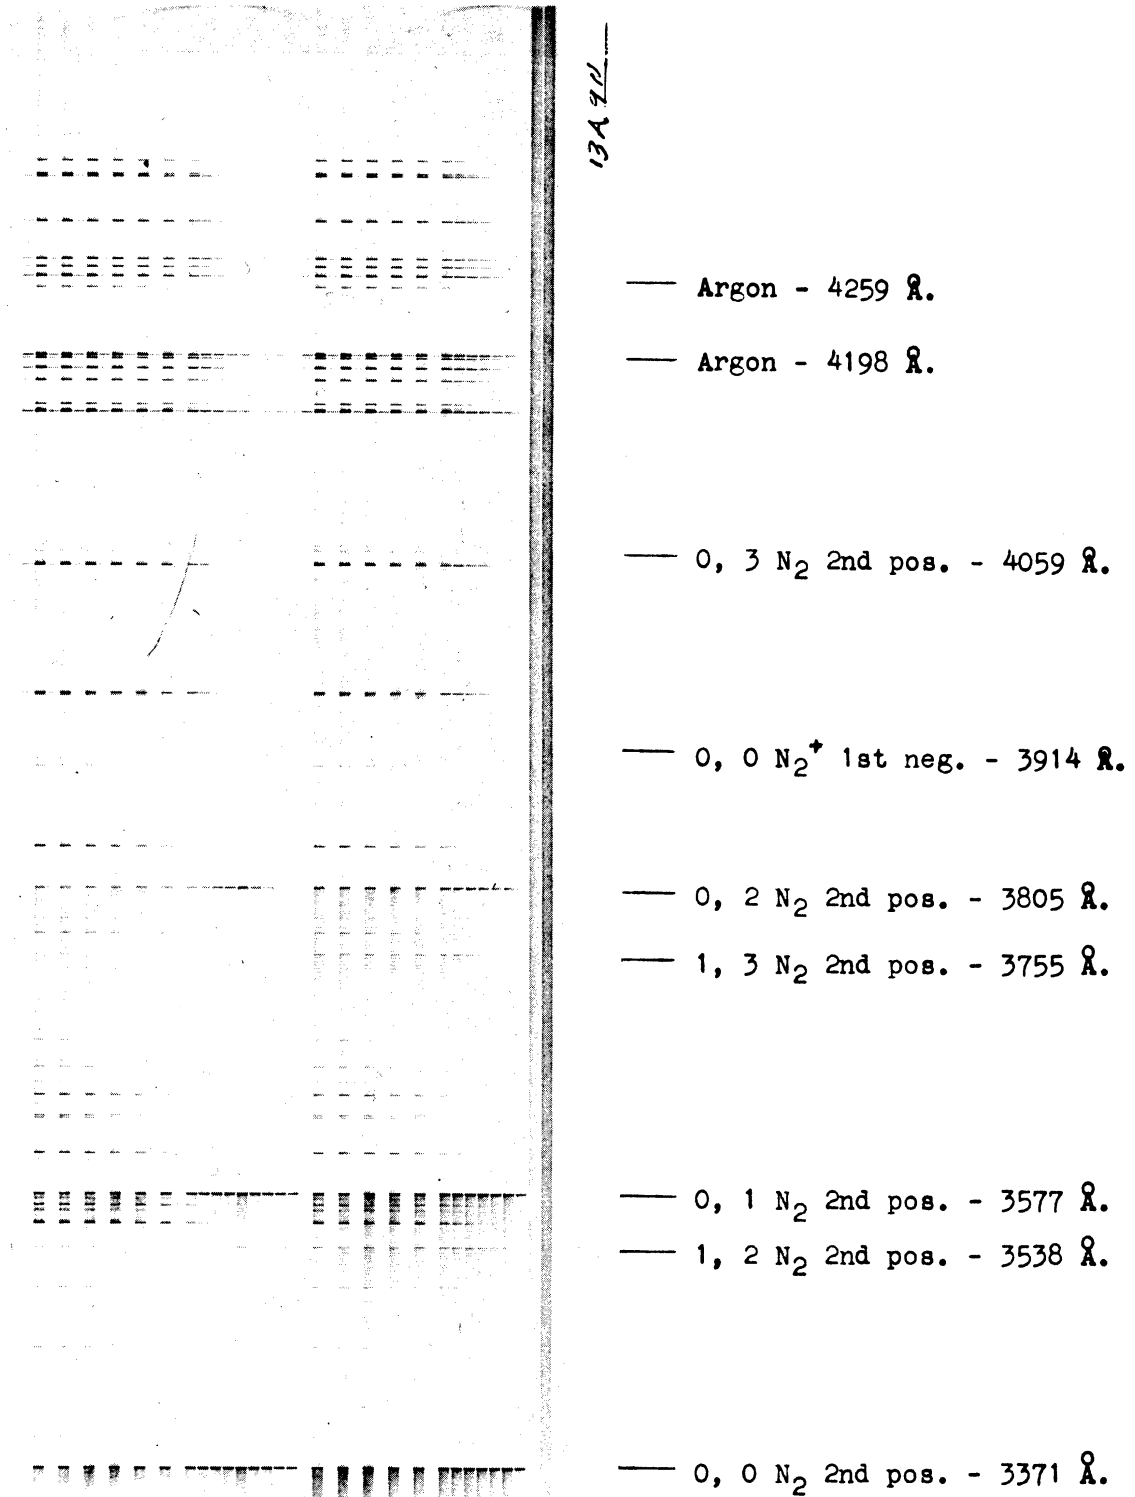 13A 9N
Argon - 4259 Å.
Argon - 4198 Å.
0, 3 N₂ 2nd pos. - 4059 Å.
0, 0 N₂⁺ 1st neg. - 3914 Å.
0, 2 N₂ 2nd pos. - 3805 Å.
1, 3 N₂ 2nd pos. - 3755 Å.
0, 1 N₂ 2nd pos. - 3577 Å.
1, 2 N₂ 2nd pos. - 3538 Å.
0, 0 N₂ 2nd pos. - 3371 Å.